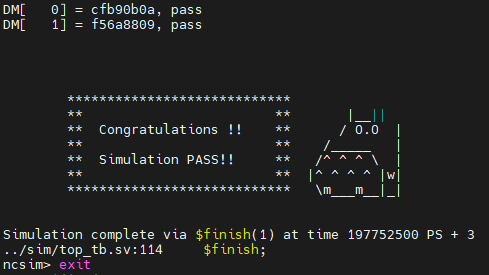 DM[   0] = cfb90b0a, pass
DM[   1] = f56a8809, pass
        ****************************
        **                        **       |__||
        **  Congratulations !!    **      / O.O  |
        **                        **    /_____   |
        **  Simulation PASS!!     **   /^ ^ ^ \  |
        **                        **  |^ ^ ^ ^ |w|
        ****************************   \m___m__|_|
Simulation complete via $finish(1) at time 197752500 PS + 3
../sim/top_tb.sv:114     $finish;
ncsim> exit